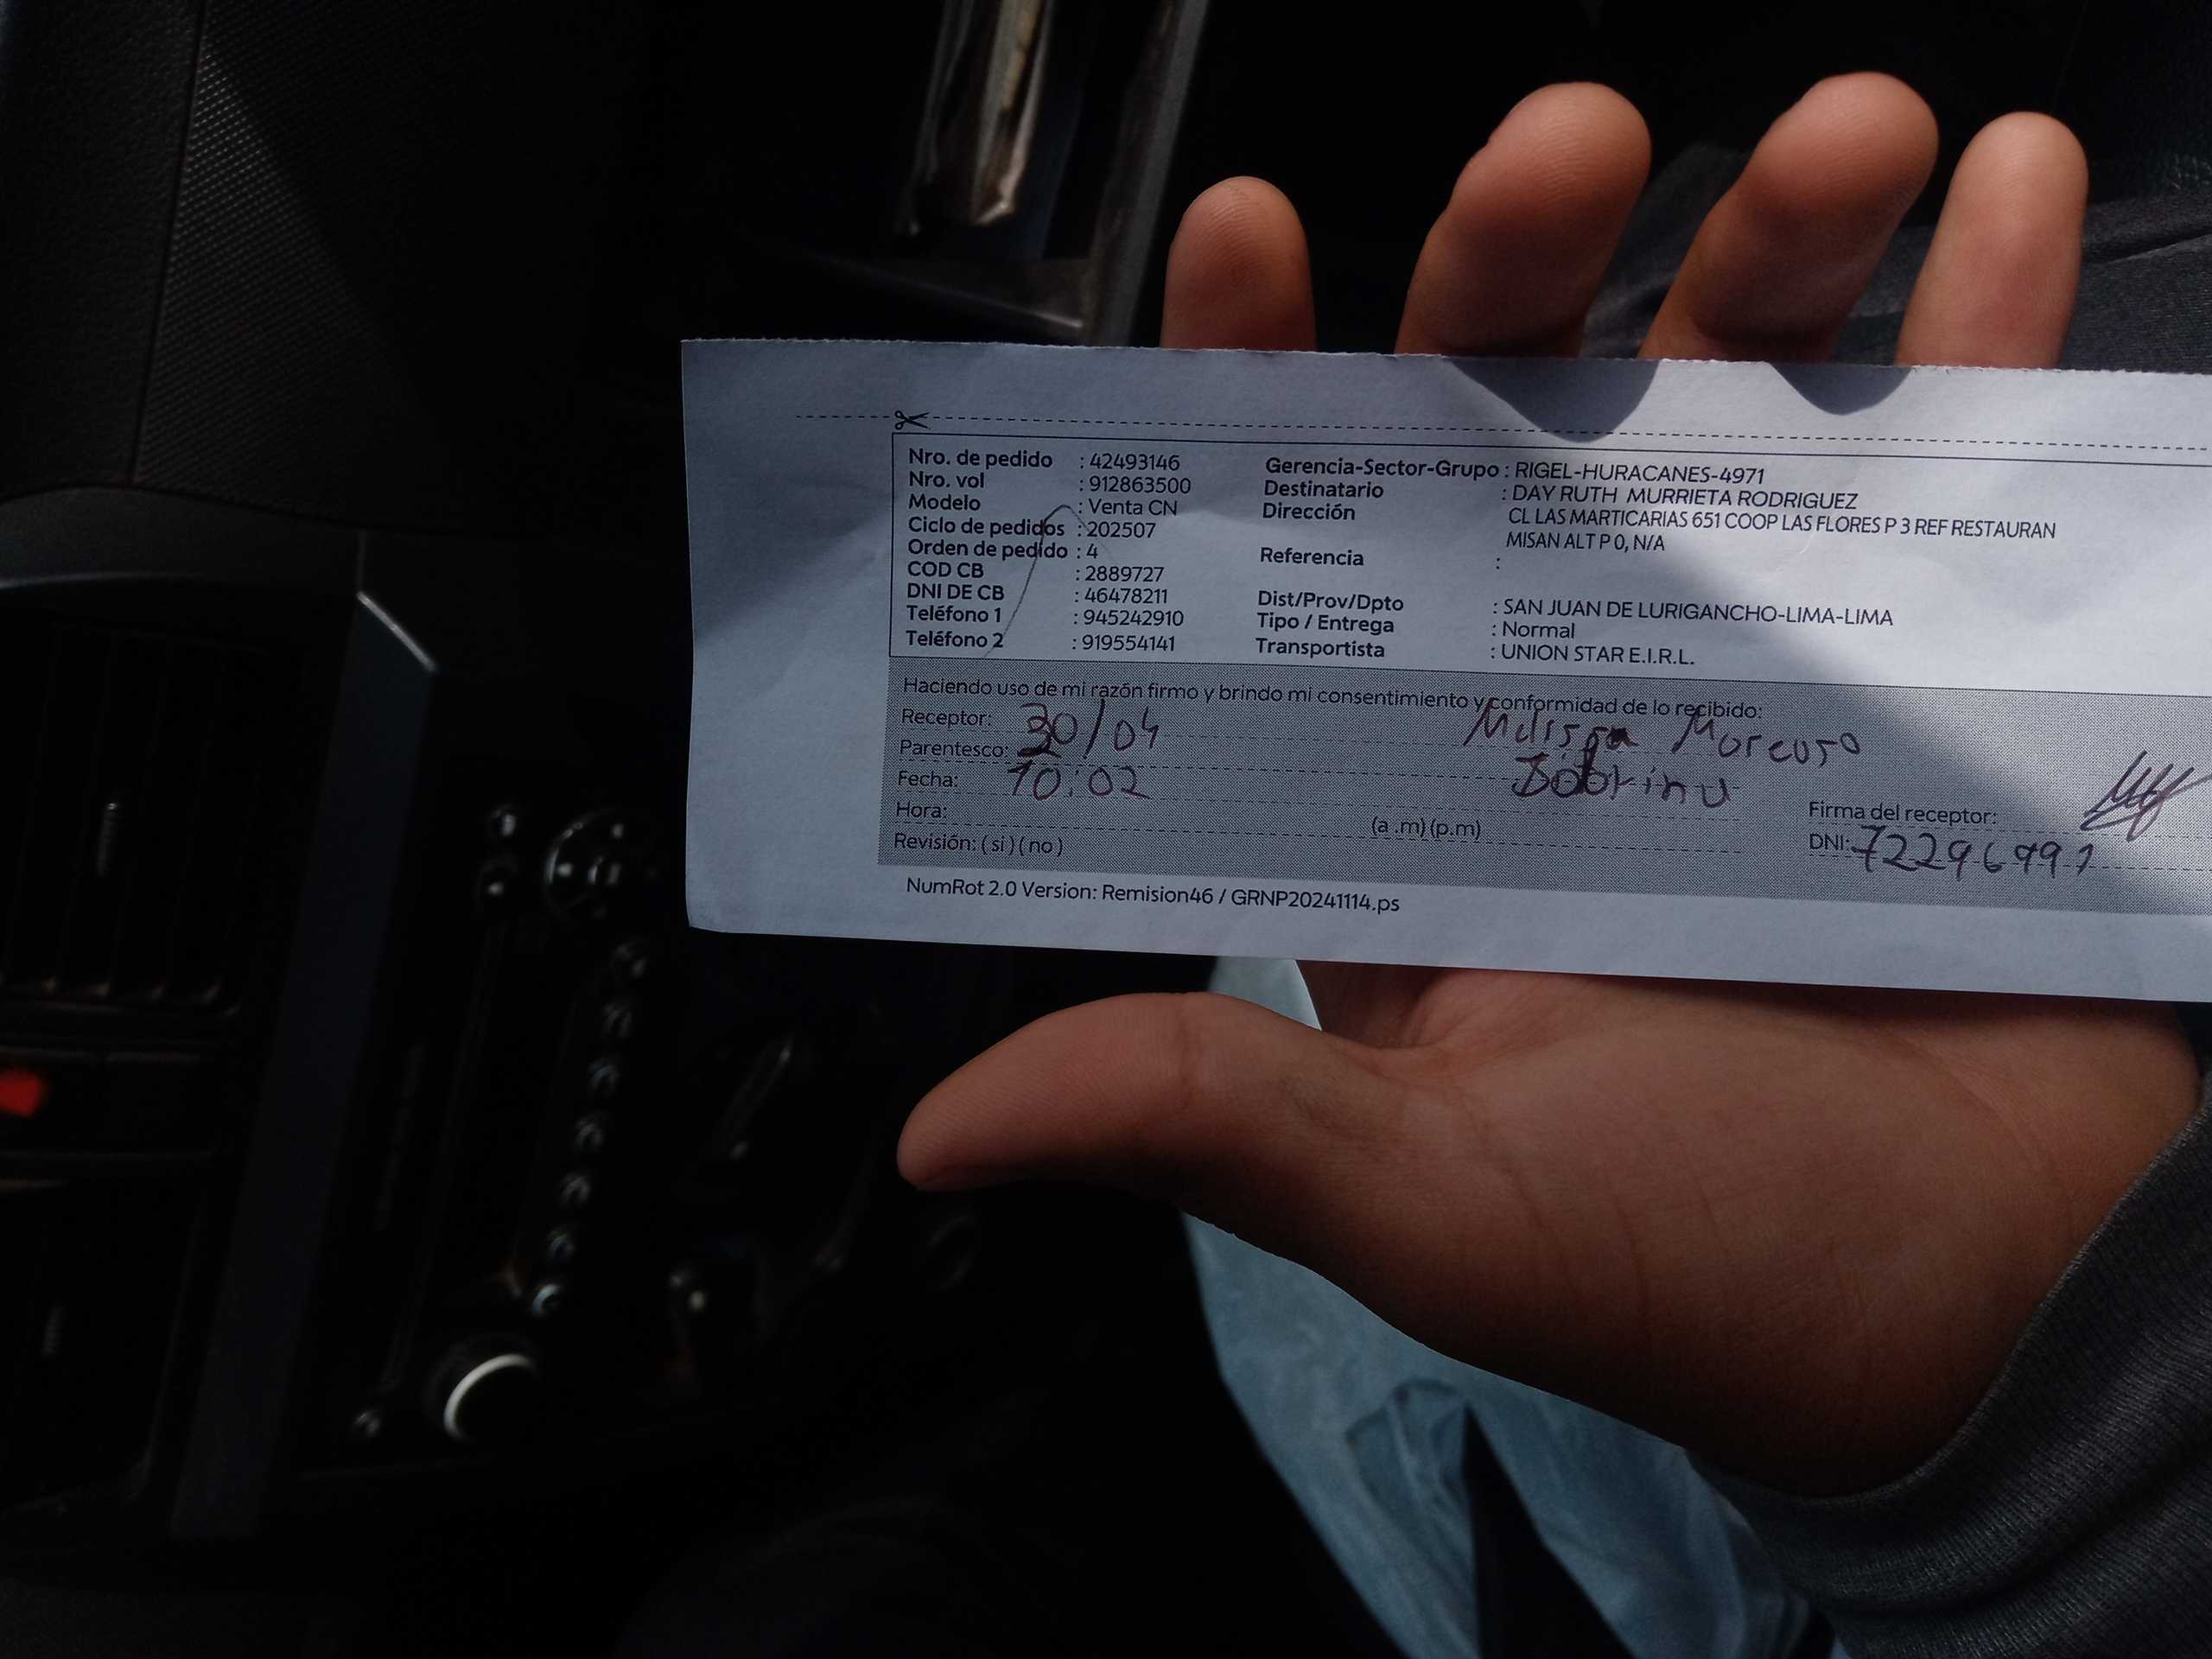 Nro. de pedido : 42493146 Gerencia-Sector-Grupo : RIGEL-HURACANES-4971
Nro. vol : 912863500 Destinatario : DAY RUTH MURRIETA RODRIGUEZ
Modelo : Venta CN Dirección CL LAS MARTICARIAS 651 COOP LAS FLORES P 3 REF RESTAURAN
Ciclo de pedidos : 202507 MISAN ALT P 0, N/A
Orden de pedido : 4 Referencia :
COD CB : 2889727
DNI DE CB : 46478211 Dist/Prov/Dpto : SAN JUAN DE LURIGANCHO-LIMA-LIMA
Teléfono 1 : 945242910 Tipo / Entrega : Normal
Teléfono 2 : 919554141 Transportista : UNION STAR E.I.R.L.
Haciendo uso de mi razón firmo y brindo mi consentimiento y conformidad de lo recibido:
Receptor: 30/04 Melissa
Parentesco: Sobrina
Fecha: 10:02
Hora: (a .m) (p.m) Firma del receptor:
Revisión: ( si ) ( no ) DNI: 72296991
NumRot 2.0 Version: Remision46 / GRNP20241114.ps